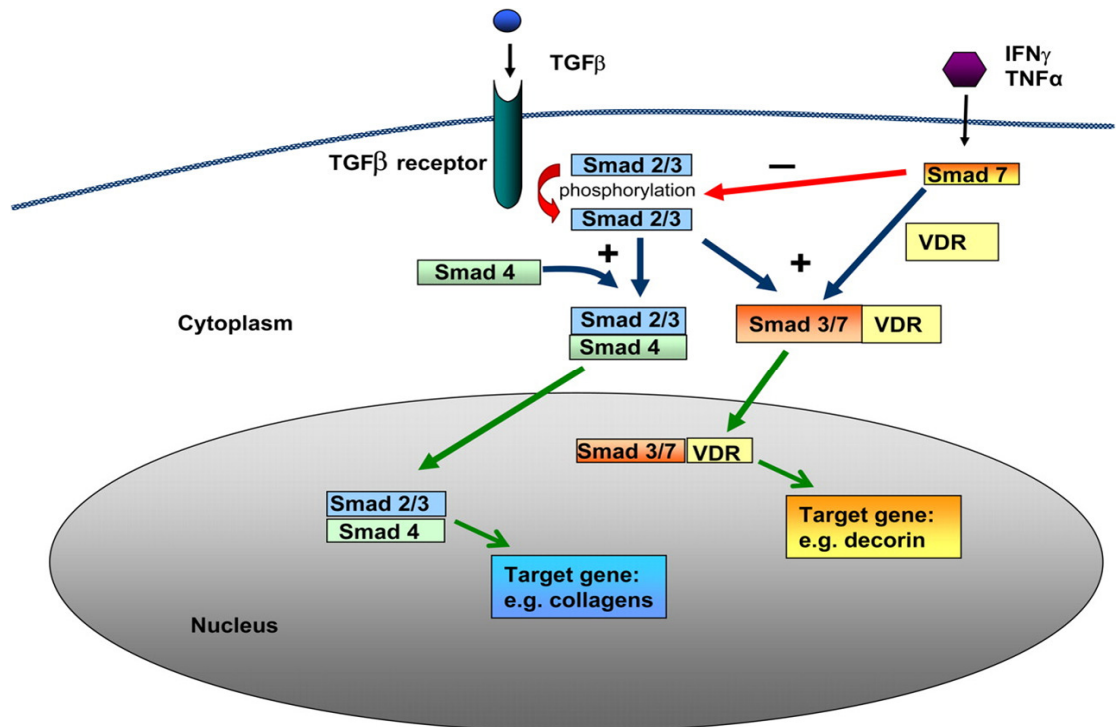 TGFβ
IFNγ
TNFα
TGFβ receptor
Smad 2/3
phosphorylation
Smad 2/3
–
Smad 7
VDR
+
+
Smad 4
Cytoplasm
Smad 2/3
Smad 4
Smad 3/7
VDR
Smad 3/7
VDR
Smad 2/3
Smad 4
Target gene:
e.g. decorin
Target gene:
e.g. collagens
Nucleus